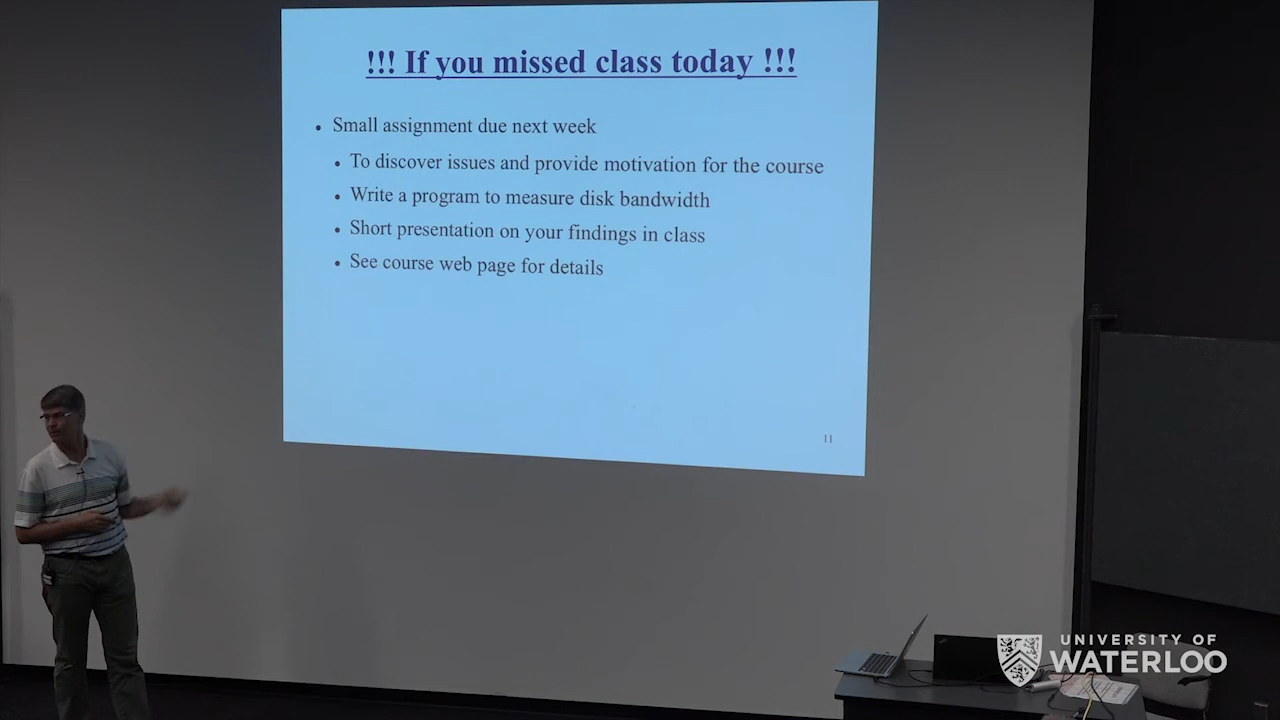 !!! If you missed class today !!!
• Small assignment due next week
• To discover issues and provide motivation for the course
• Write a program to measure disk bandwidth
• Short presentation on your findings in class
• See course web page for details
11
UNIVERSITY OF
WATERLOO